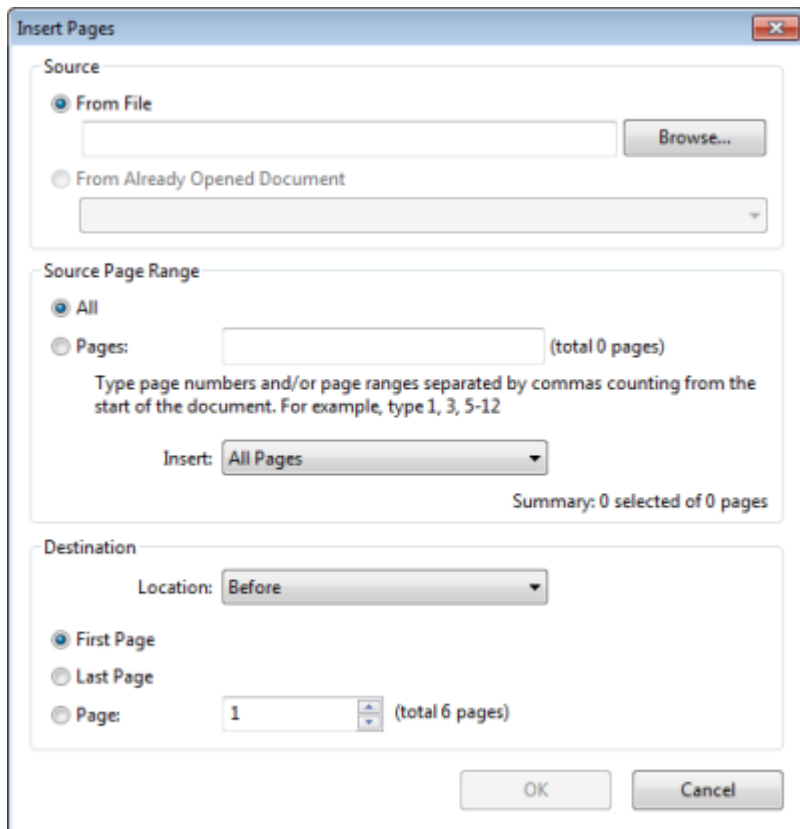 Insert Pages
Source
From File
Browse...
From Already Opened Document
Source Page Range
All
Pages:
(total 0 pages)
Type page numbers and/or page ranges separated by commas counting from the
start of the document. For example, type 1, 3, 5-12
Insert: All Pages
Summary: 0 selected of 0 pages
Destination
Location: Before
First Page
Last Page
Page: 1 (total 6 pages)
OK Cancel